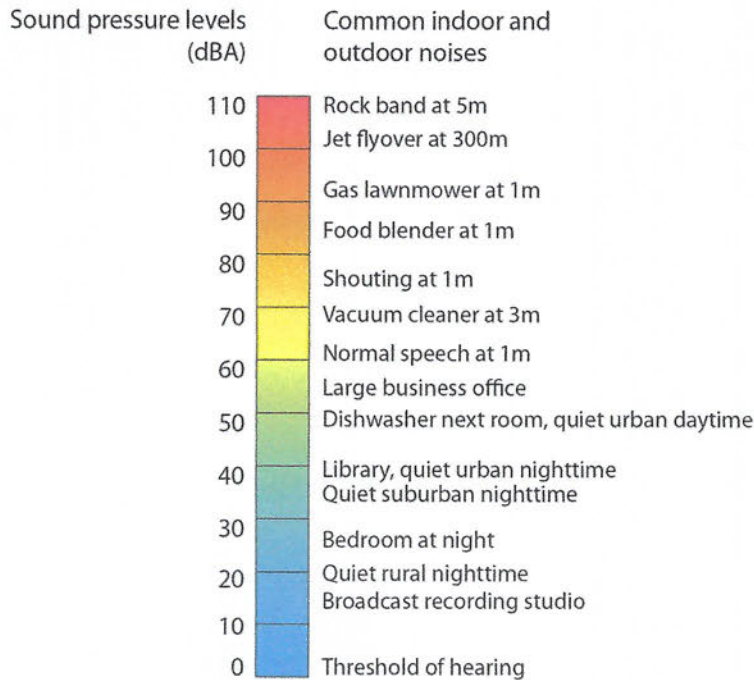 Sound pressure levels
(dBA)
Common indoor and
outdoor noises
110
Rock band at 5m
Jet flyover at 300m
100
Gas lawnmower at 1m
90
Food blender at 1m
80
Shouting at 1m
70
Vacuum cleaner at 3m
Normal speech at 1m
60
Large business office
50
Dishwasher next room, quiet urban daytime
40
Library, quiet urban nighttime
Quiet suburban nighttime
30
Bedroom at night
20
Quiet rural nighttime
Broadcast recording studio
10
0
Threshold of hearing